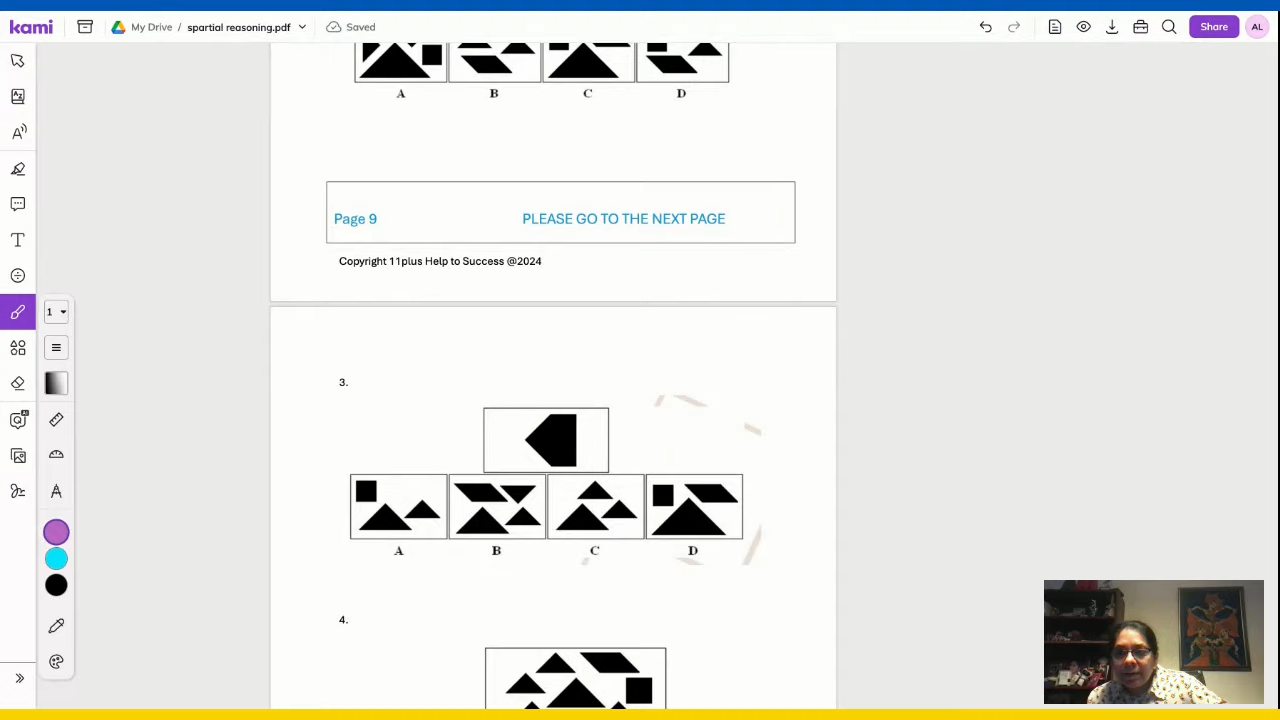 kami
My Drive / spartial reasoning.pdf
Saved
Share
AL
A B C D
Page 9 PLEASE GO TO THE NEXT PAGE
Copyright 11plus Help to Success @2024
1
3.
A B C D
4.